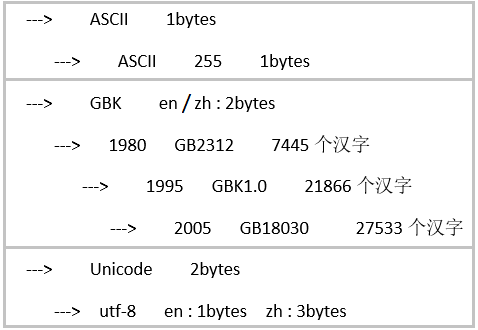 ---> ASCII 1bytes
---> ASCII 255 1bytes
---> GBK en / zh : 2bytes
---> 1980 GB2312 7445 个汉字
---> 1995 GBK1.0 21866 个汉字
---> 2005 GB18030 27533 个汉字
---> Unicode 2bytes
---> utf-8 en : 1bytes zh : 3bytes